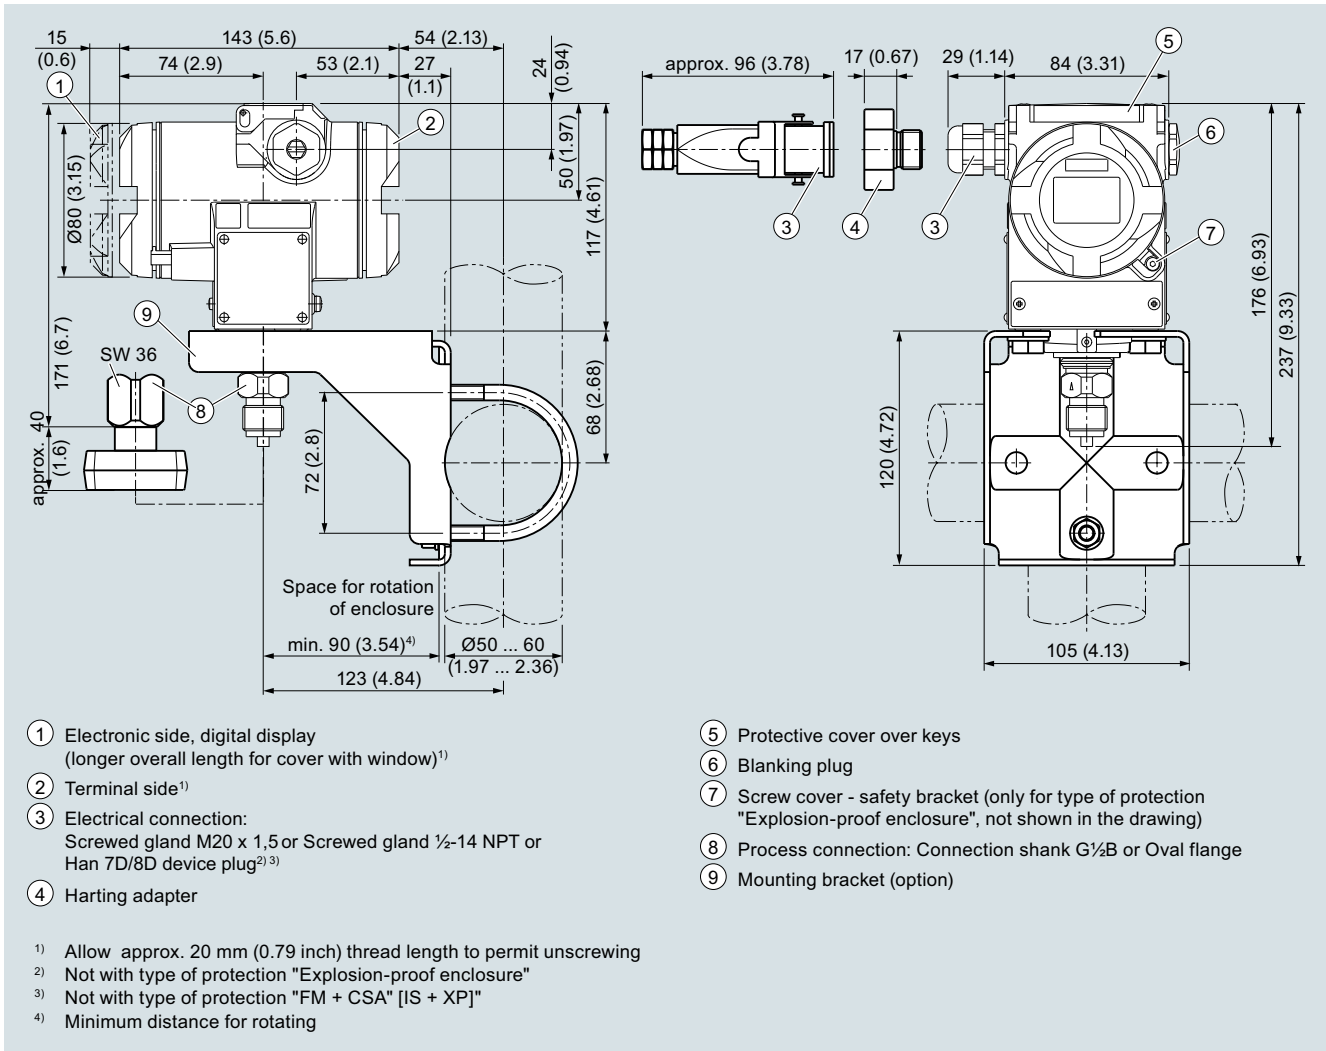 15
(0.6)
143 (5.6)
54 (2.13)
74 (2.9)
53 (2.1)
27
(1.1)
24
(0.94)
50 (1.97)
117 (4.61)
1
2
Ø80 (3.15)
171 (6.7)
9
SW 36
8
approx. 40
(1.6)
72 (2.8)
68 (2.68)
Space for rotation
of enclosure
min. 90 (3.54)4)
Ø50 ... 60
(1.97 ... 2.36)
123 (4.84)
approx. 96 (3.78)
17 (0.67)
29 (1.14)
84 (3.31)
5
6
3
4
3
7
176 (6.93)
237 (9.33)
120 (4.72)
105 (4.13)
1 Electronic side, digital display
(longer overall length for cover with window)1)
2 Terminal side1)
3 Electrical connection:
Screwed gland M20 x 1,5 or Screwed gland ½-14 NPT or
Han 7D/8D device plug2) 3)
4 Harting adapter
5 Protective cover over keys
6 Blanking plug
7 Screw cover - safety bracket (only for type of protection
"Explosion-proof enclosure", not shown in the drawing)
8 Process connection: Connection shank G½B or Oval flange
9 Mounting bracket (option)
1) Allow approx. 20 mm (0.79 inch) thread length to permit unscrewing
2) Not with type of protection "Explosion-proof enclosure"
3) Not with type of protection "FM + CSA" [IS + XP]"
4) Minimum distance for rotating